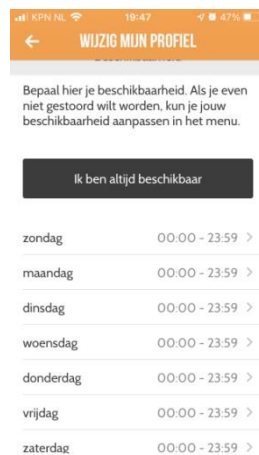 KPN NL 19:47 47%
WIJZIG MIJN PROFIEL
Bepaal hier je beschikbaarheid. Als je even
niet gestoord wilt worden, kun je jouw
beschikbaarheid aanpassen in het menu.
Ik ben altijd beschikbaar
zondag 00:00 - 23:59 >
maandag 00:00 - 23:59 >
dinsdag 00:00 - 23:59 >
woensdag 00:00 - 23:59 >
donderdag 00:00 - 23:59 >
vrijdag 00:00 - 23:59 >
zaterdag 00:00 - 23:59 >